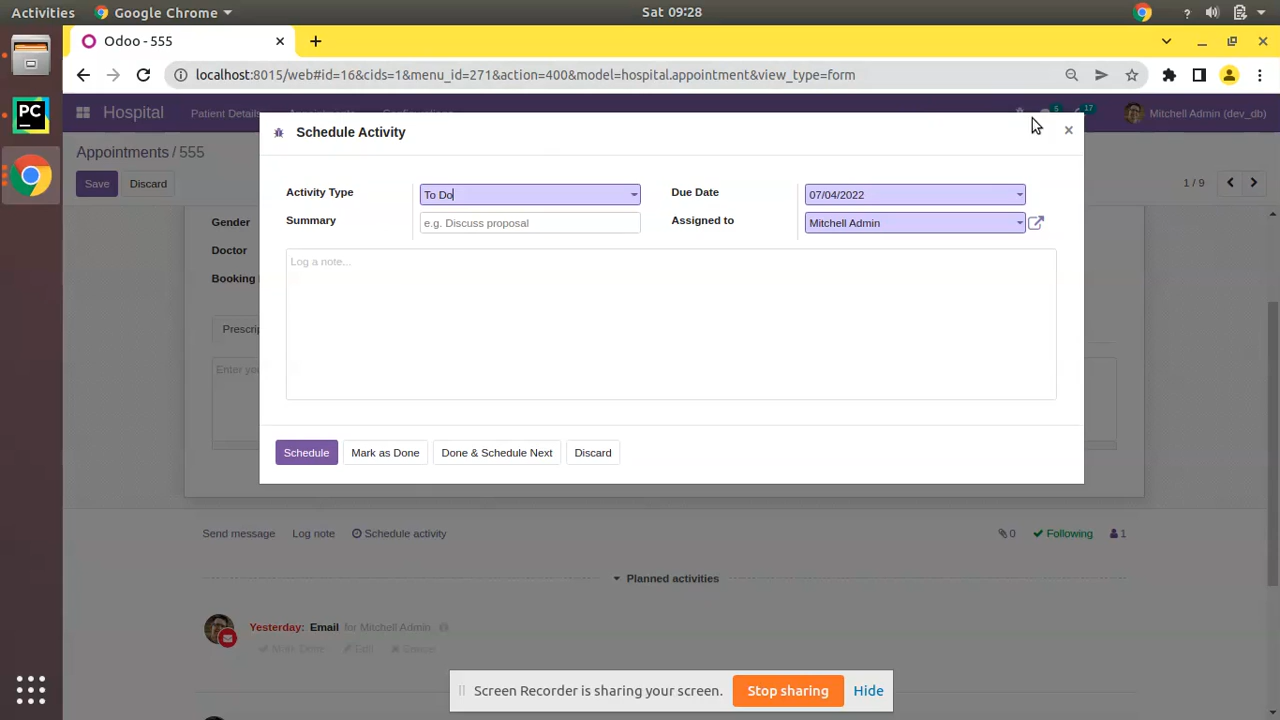 Activities Google Chrome Sat 09:28
Odoo - 555
localhost:8015/web#id=16&cids=1&menu_id=271&action=400&model=hospital.appointment&view_type=form
Hospital Patient Details 5 17 Mitchell Admin (dev_db)
Schedule Activity
Appointments / 555
Save Discard 1 / 9
Activity Type To Do Due Date 07/04/2022
Summary e.g. Discuss proposal Assigned to Mitchell Admin
Gender
Doctor
Booking
Log a note...
Prescrip
Enter you
Schedule Mark as Done Done & Schedule Next Discard
Send message Log note Schedule activity 0 Following 1
Planned activities
Yesterday: Email for Mitchell Admin
Mark Done Edit Cancel
Screen Recorder is sharing your screen. Stop sharing Hide